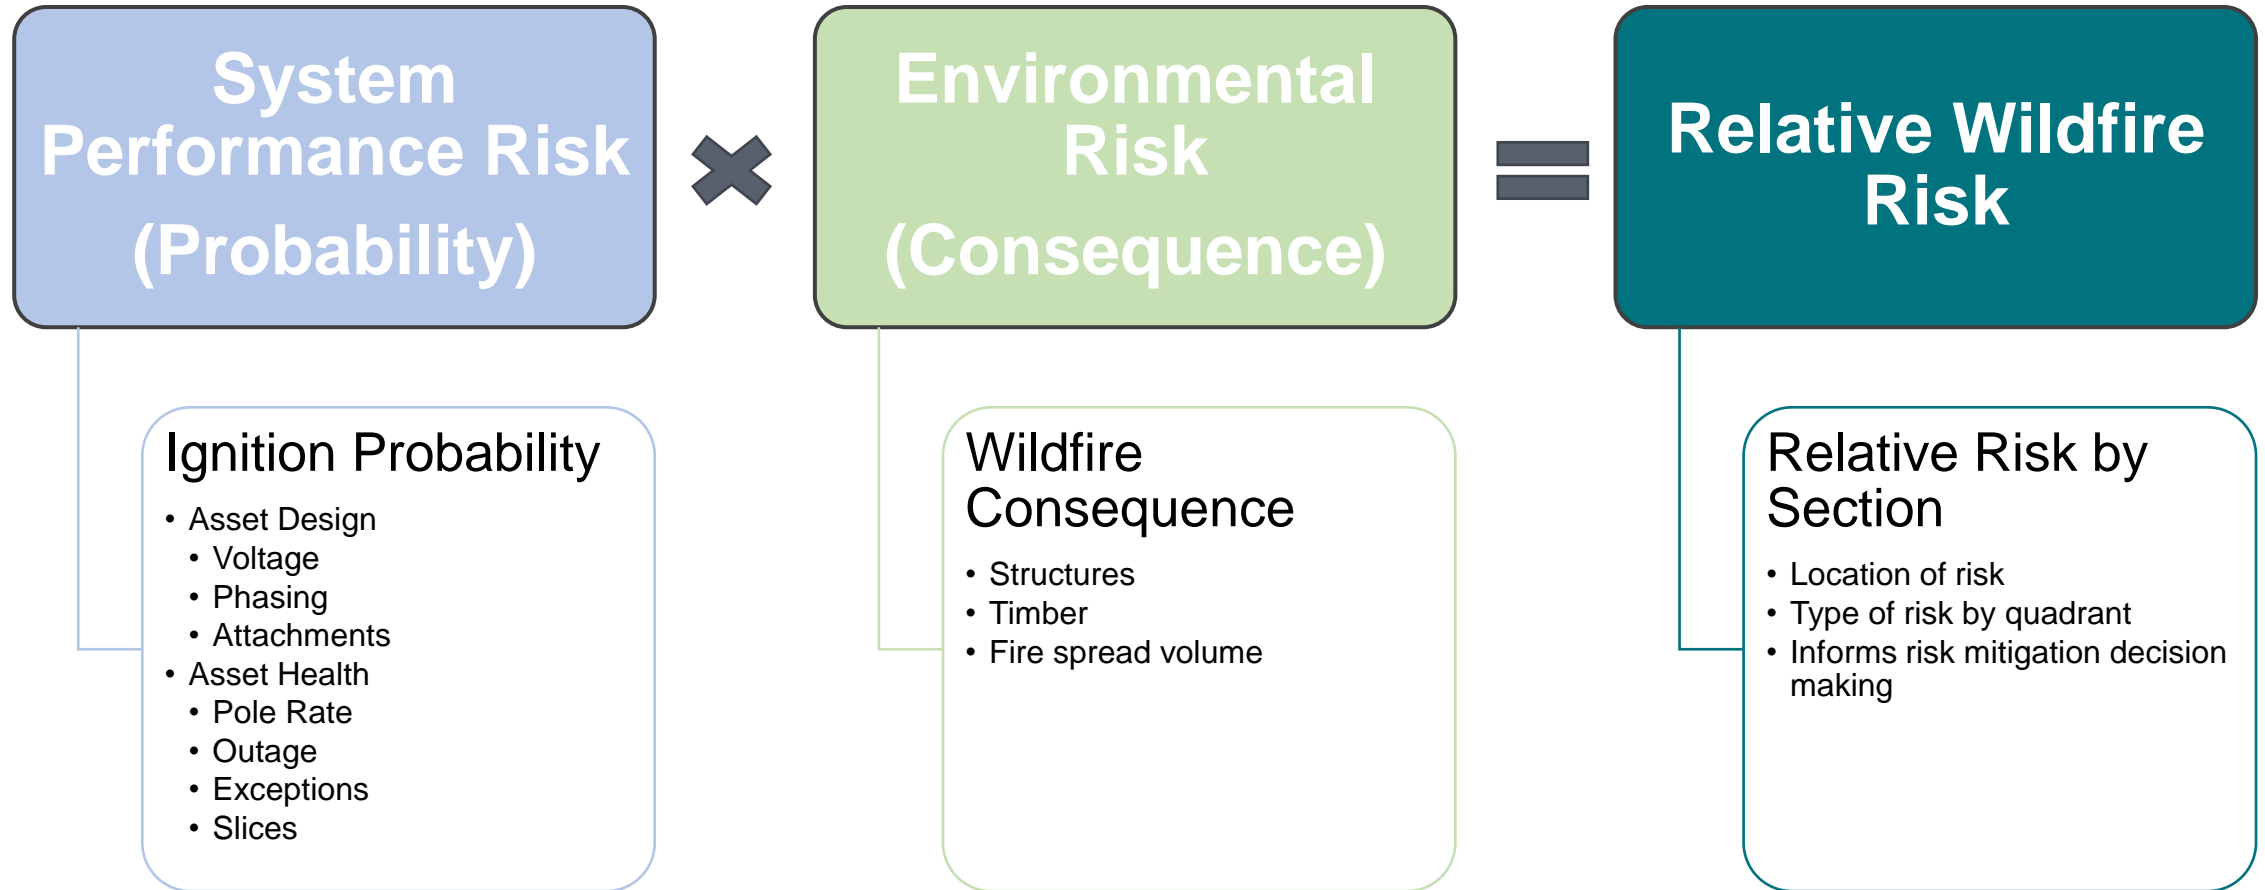 System
Performance Risk
(Probability)
Environmental
Risk
(Consequence)
Relative Wildfire
Risk
Ignition Probability
• Asset Design
• Voltage
• Phasing
• Attachments
• Asset Health
• Pole Rate
• Outage
• Exceptions
• Slices
Wildfire
Consequence
• Structures
• Timber
• Fire spread volume
Relative Risk by
Section
• Location of risk
• Type of risk by quadrant
• Informs risk mitigation decision
making